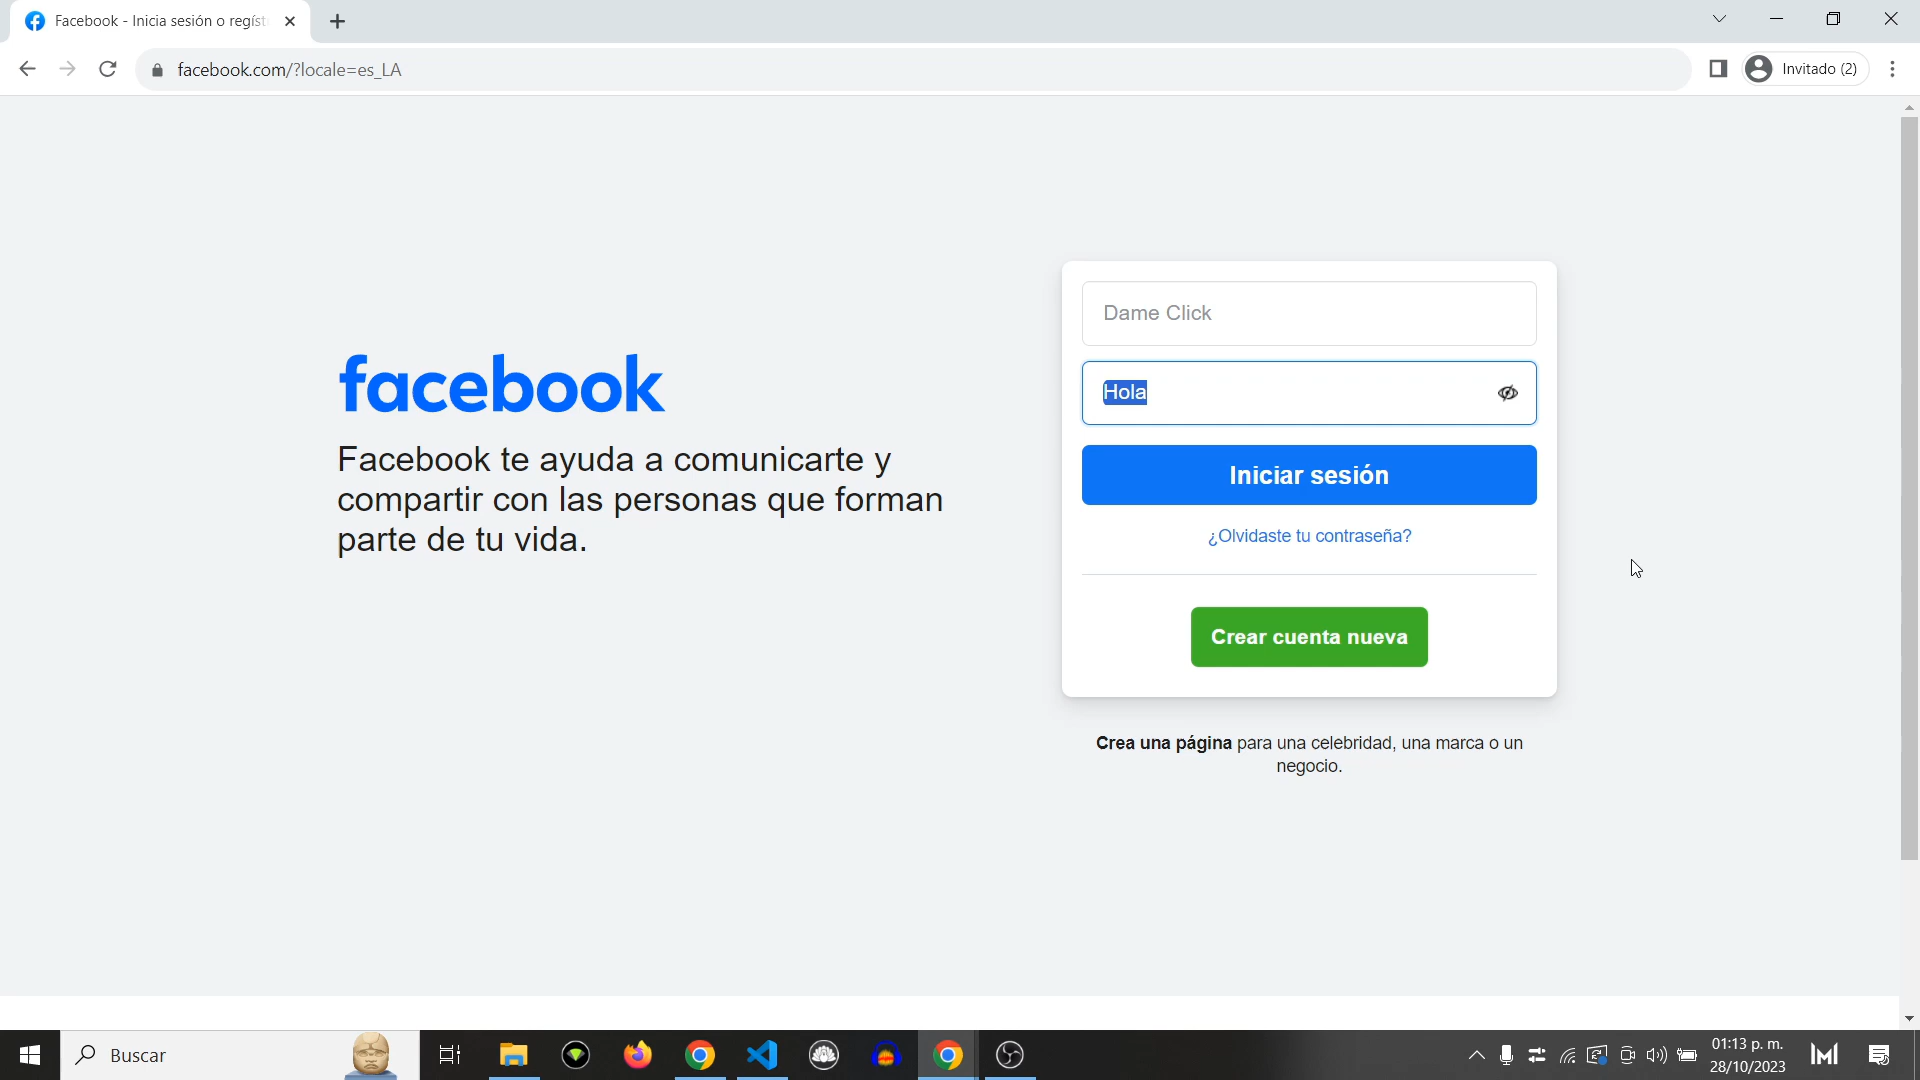 Facebook - Inicia sesión o regíst
facebook.com/?locale=es_LA
Invitado (2)
facebook
Facebook te ayuda a comunicarte y
compartir con las personas que forman
parte de tu vida.
Dame Click
Hola
Iniciar sesión
¿Olvidaste tu contraseña?
Crear cuenta nueva
Crea una página para una celebridad, una marca o un
negocio.
Buscar
01:13 p. m.
28/10/2023